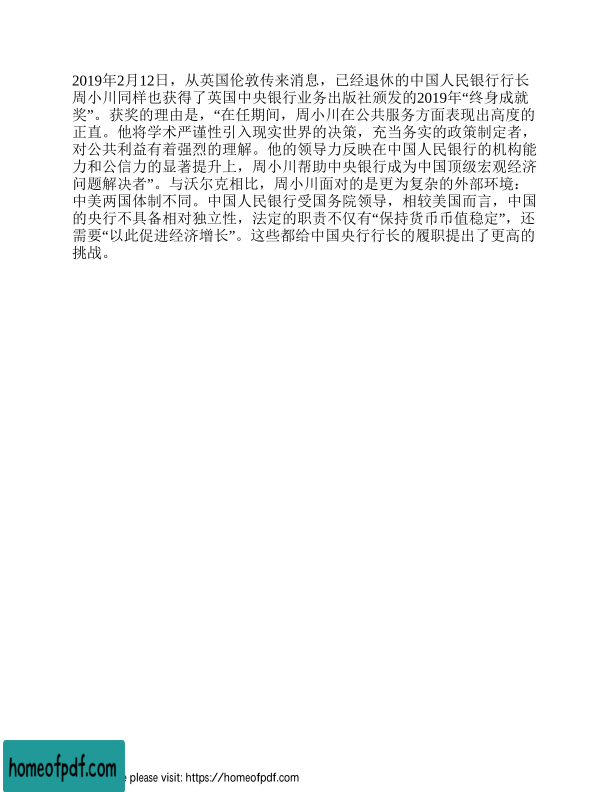 2019年2月12日，从英国伦敦传来消息，已经退休的中国人民银行行长
周小川同样也获得了英国中央银行业务出版社颁发的2019年“终身成就
奖”。获奖的理由是，“在任期间，周小川在公共服务方面表现出高度的
正直。他将学术严谨性引入现实世界的决策，充当务实的政策制定者，
对公共利益有着强烈的理解。他的领导力反映在中国人民银行的机构能
力和公信力的显著提升上，周小川帮助中央银行成为中国顶级宏观经济
问题解决者”。与沃尔克相比，周小川面对的是更为复杂的外部环境：
中美两国体制不同。中国人民银行受国务院领导，相较美国而言，中国
的央行不具备相对独立性，法定的职责不仅有“保持货币币值稳定”，还
需要“以此促进经济增长”。这些都给中国央行行长的履职提出了更高的
挑战。
homeofpdf.com
e please visit: https://homeofpdf.com